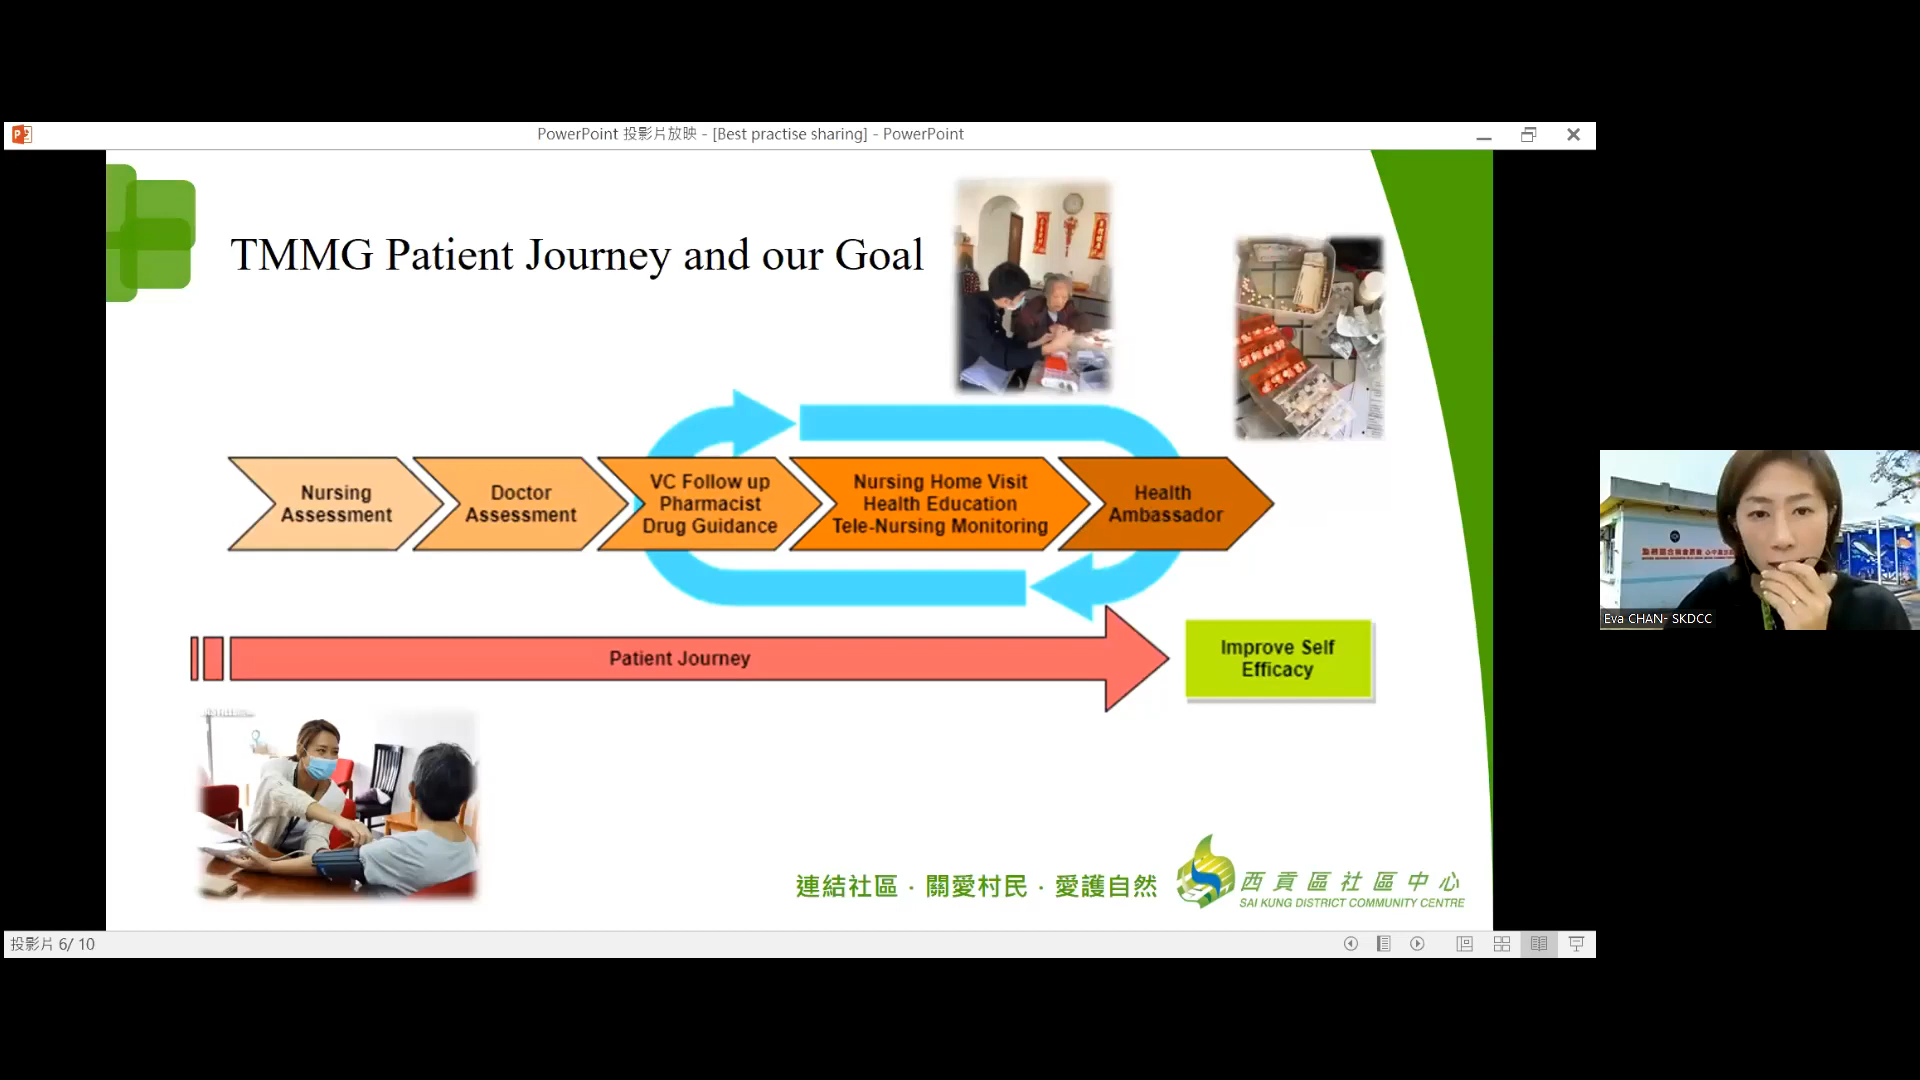 PowerPoint 投影片放映 - [Best practise sharing] - PowerPoint
TMMG Patient Journey and our Goal
Nursing
Assessment
Doctor
Assessment
VC Follow up
Pharmacist
Drug Guidance
Nursing Home Visit
Health Education
Tele-Nursing Monitoring
Health
Ambassador
Patient Journey
Improve Self
Efficacy
連結社區 · 關愛村民 · 愛護自然
西貢區社區中心
SAI KUNG DISTRICT COMMUNITY CENTRE
投影片 6/ 10
Eva CHAN- SKDCC